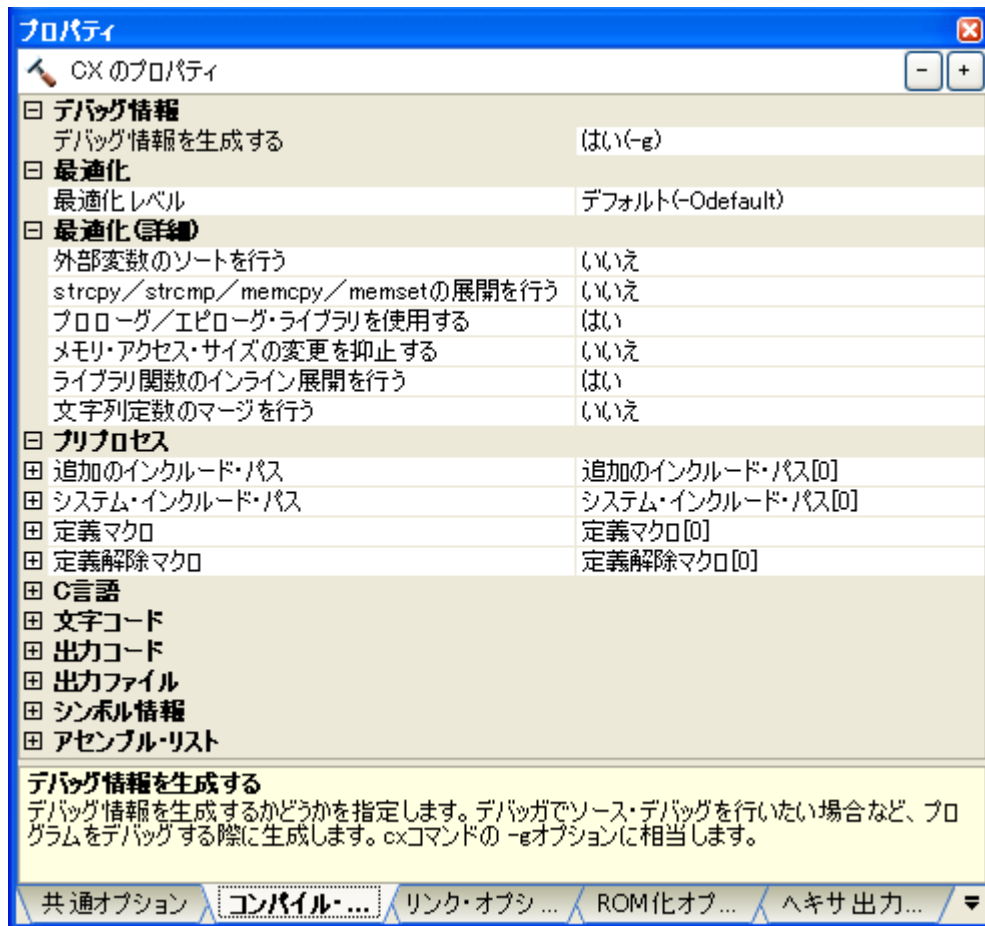 プロパティ
CX のプロパティ
デバッグ情報
デバッグ情報を生成する はい(-g)
最適化
最適化レベル デフォルト(-Odefault)
最適化(詳細)
外部変数のソートを行う いいえ
strcpy／strcmp／memcpy／memsetの展開を行う いいえ
プロローグ／エピローグ・ライブラリを使用する はい
メモリ・アクセス・サイズの変更を抑止する いいえ
ライブラリ関数のインライン展開を行う はい
文字列定数のマージを行う いいえ
プリプロセス
追加のインクルード・パス 追加のインクルード・パス[0]
システム・インクルード・パス システム・インクルード・パス[0]
定義マクロ 定義マクロ[0]
定義解除マクロ 定義解除マクロ[0]
C言語
文字コード
出力コード
出力ファイル
シンボル情報
アセンブル・リスト
デバッグ情報を生成する
デバッグ情報を生成するかどうかを指定します。デバッガでソース・デバッグを行いたい場合など、プロ
グラムをデバッグする際に生成します。cxコマンドの -gオプションに相当します。
共通オプション コンパイル・... リンク・オプシ ... ROM化オプ... ヘキサ出力...